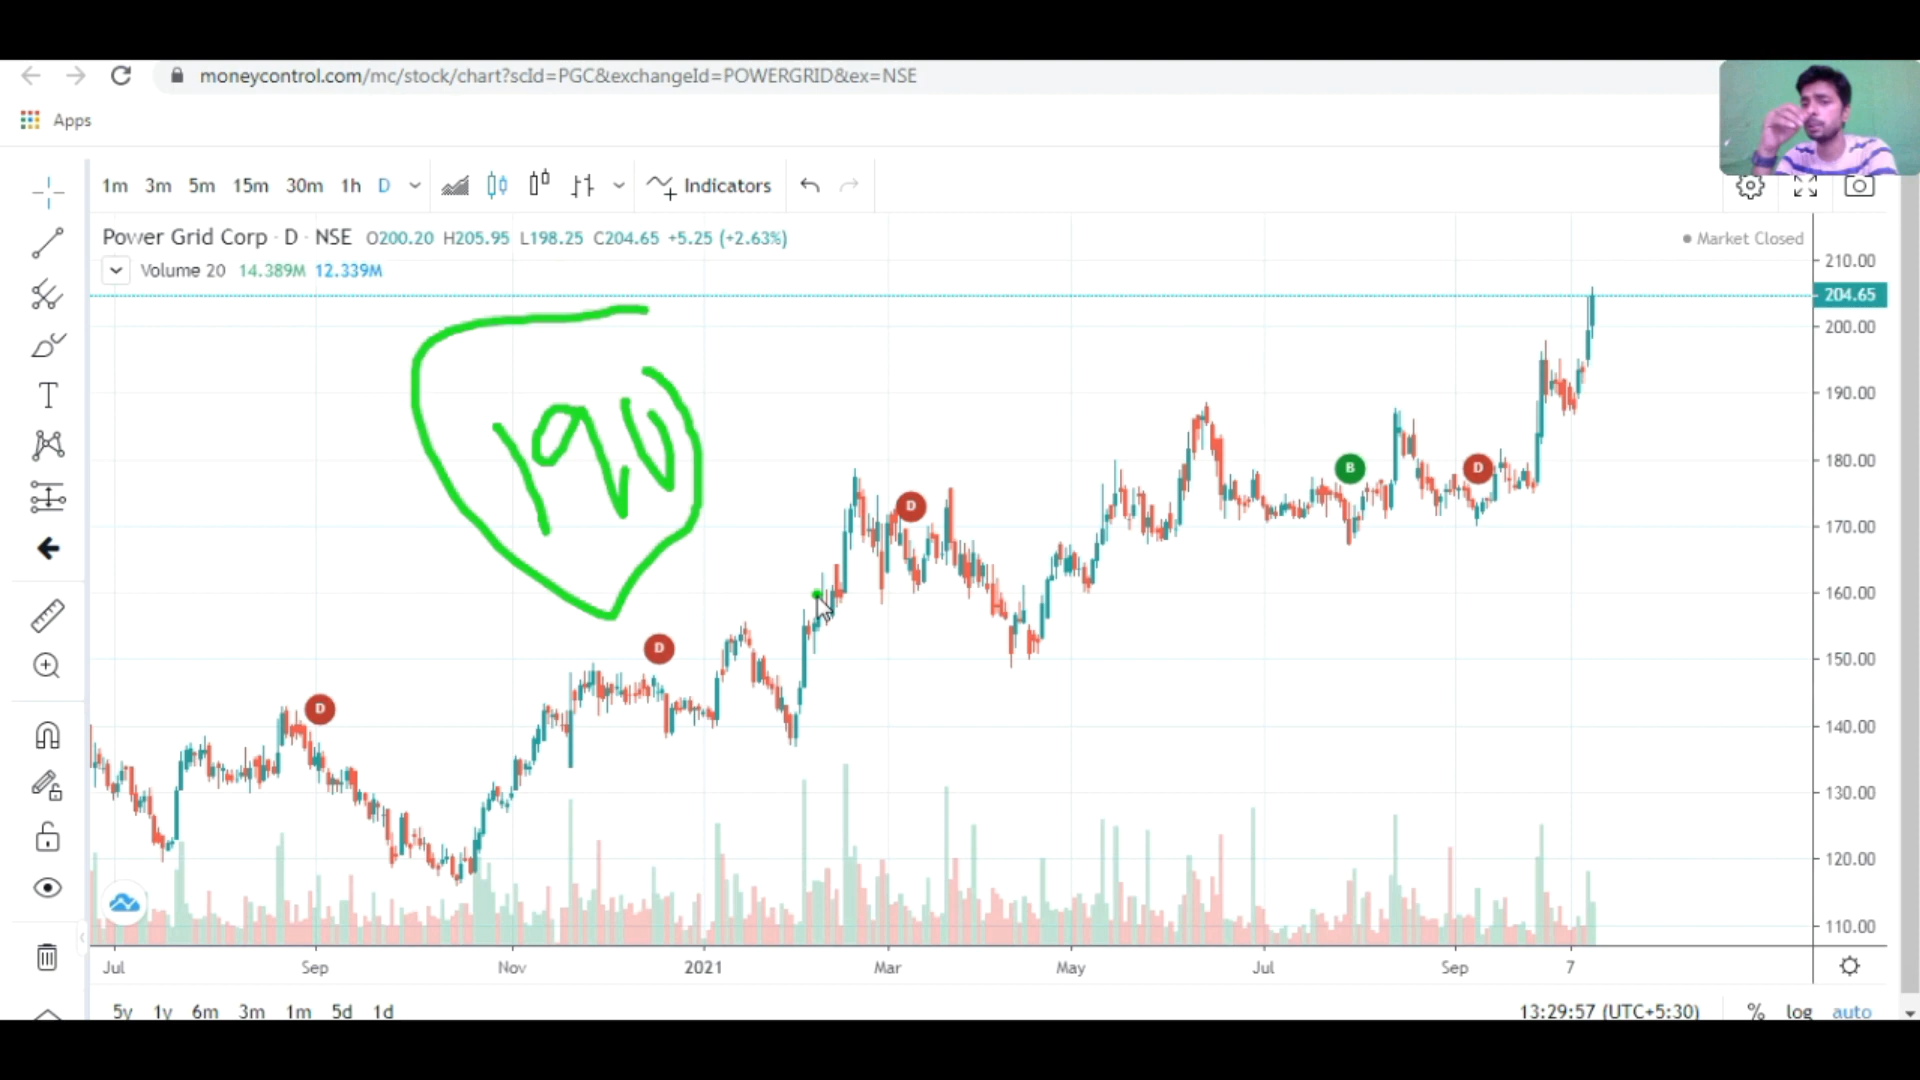 moneycontrol.com/mc/stock/chart?scId=PGC&exchangeId=POWERGRID&ex=NSE
Apps
1m 3m 5m 15m 30m 1h D Indicators
Power Grid Corp · D · NSE O200.20 H205.95 L198.25 C204.65 +5.25 (+2.63%)
Market Closed
Volume 20 14.389M 12.339M
210.00
204.65
200.00
190.00
180.00
170.00
160.00
150.00
140.00
130.00
120.00
110.00
190
B
D
D
D
D
Jul Sep Nov 2021 Mar May Jul Sep 7
5y 1y 6m 3m 1m 5d 1d
13:29:57 (UTC+5:30) % log auto